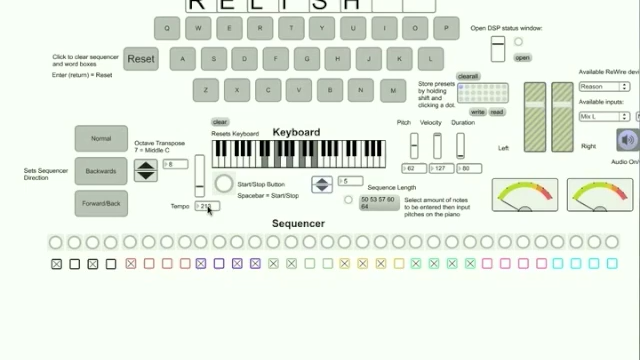 RELISH
Open DSP status window:
Q W E R T Y U I O P
open
Click to clear sequencer
and word boxes
Enter (return) = Reset
Reset
A S D F G H J K L
Z X C V B N M
Store presets
by holding
shift and
clicking a dot.
clearall
write read
Available ReWire devi
Reason
Available inputs:
Mix L
Left
Right
Audio On/
clear
Resets Keyboard
Keyboard
Pitch Velocity Duration
62 127 80
Normal
Backwards
Forward/Back
Sets Sequencer
Direction
Octave Transpose
7 = Middle C
8
Tempo
Start/Stop Button
Spacebar = Start/Stop
5
Sequence Length
50 53 57 60
64
Select amount of notes
to be entered then input
pitches on the piano
Sequencer